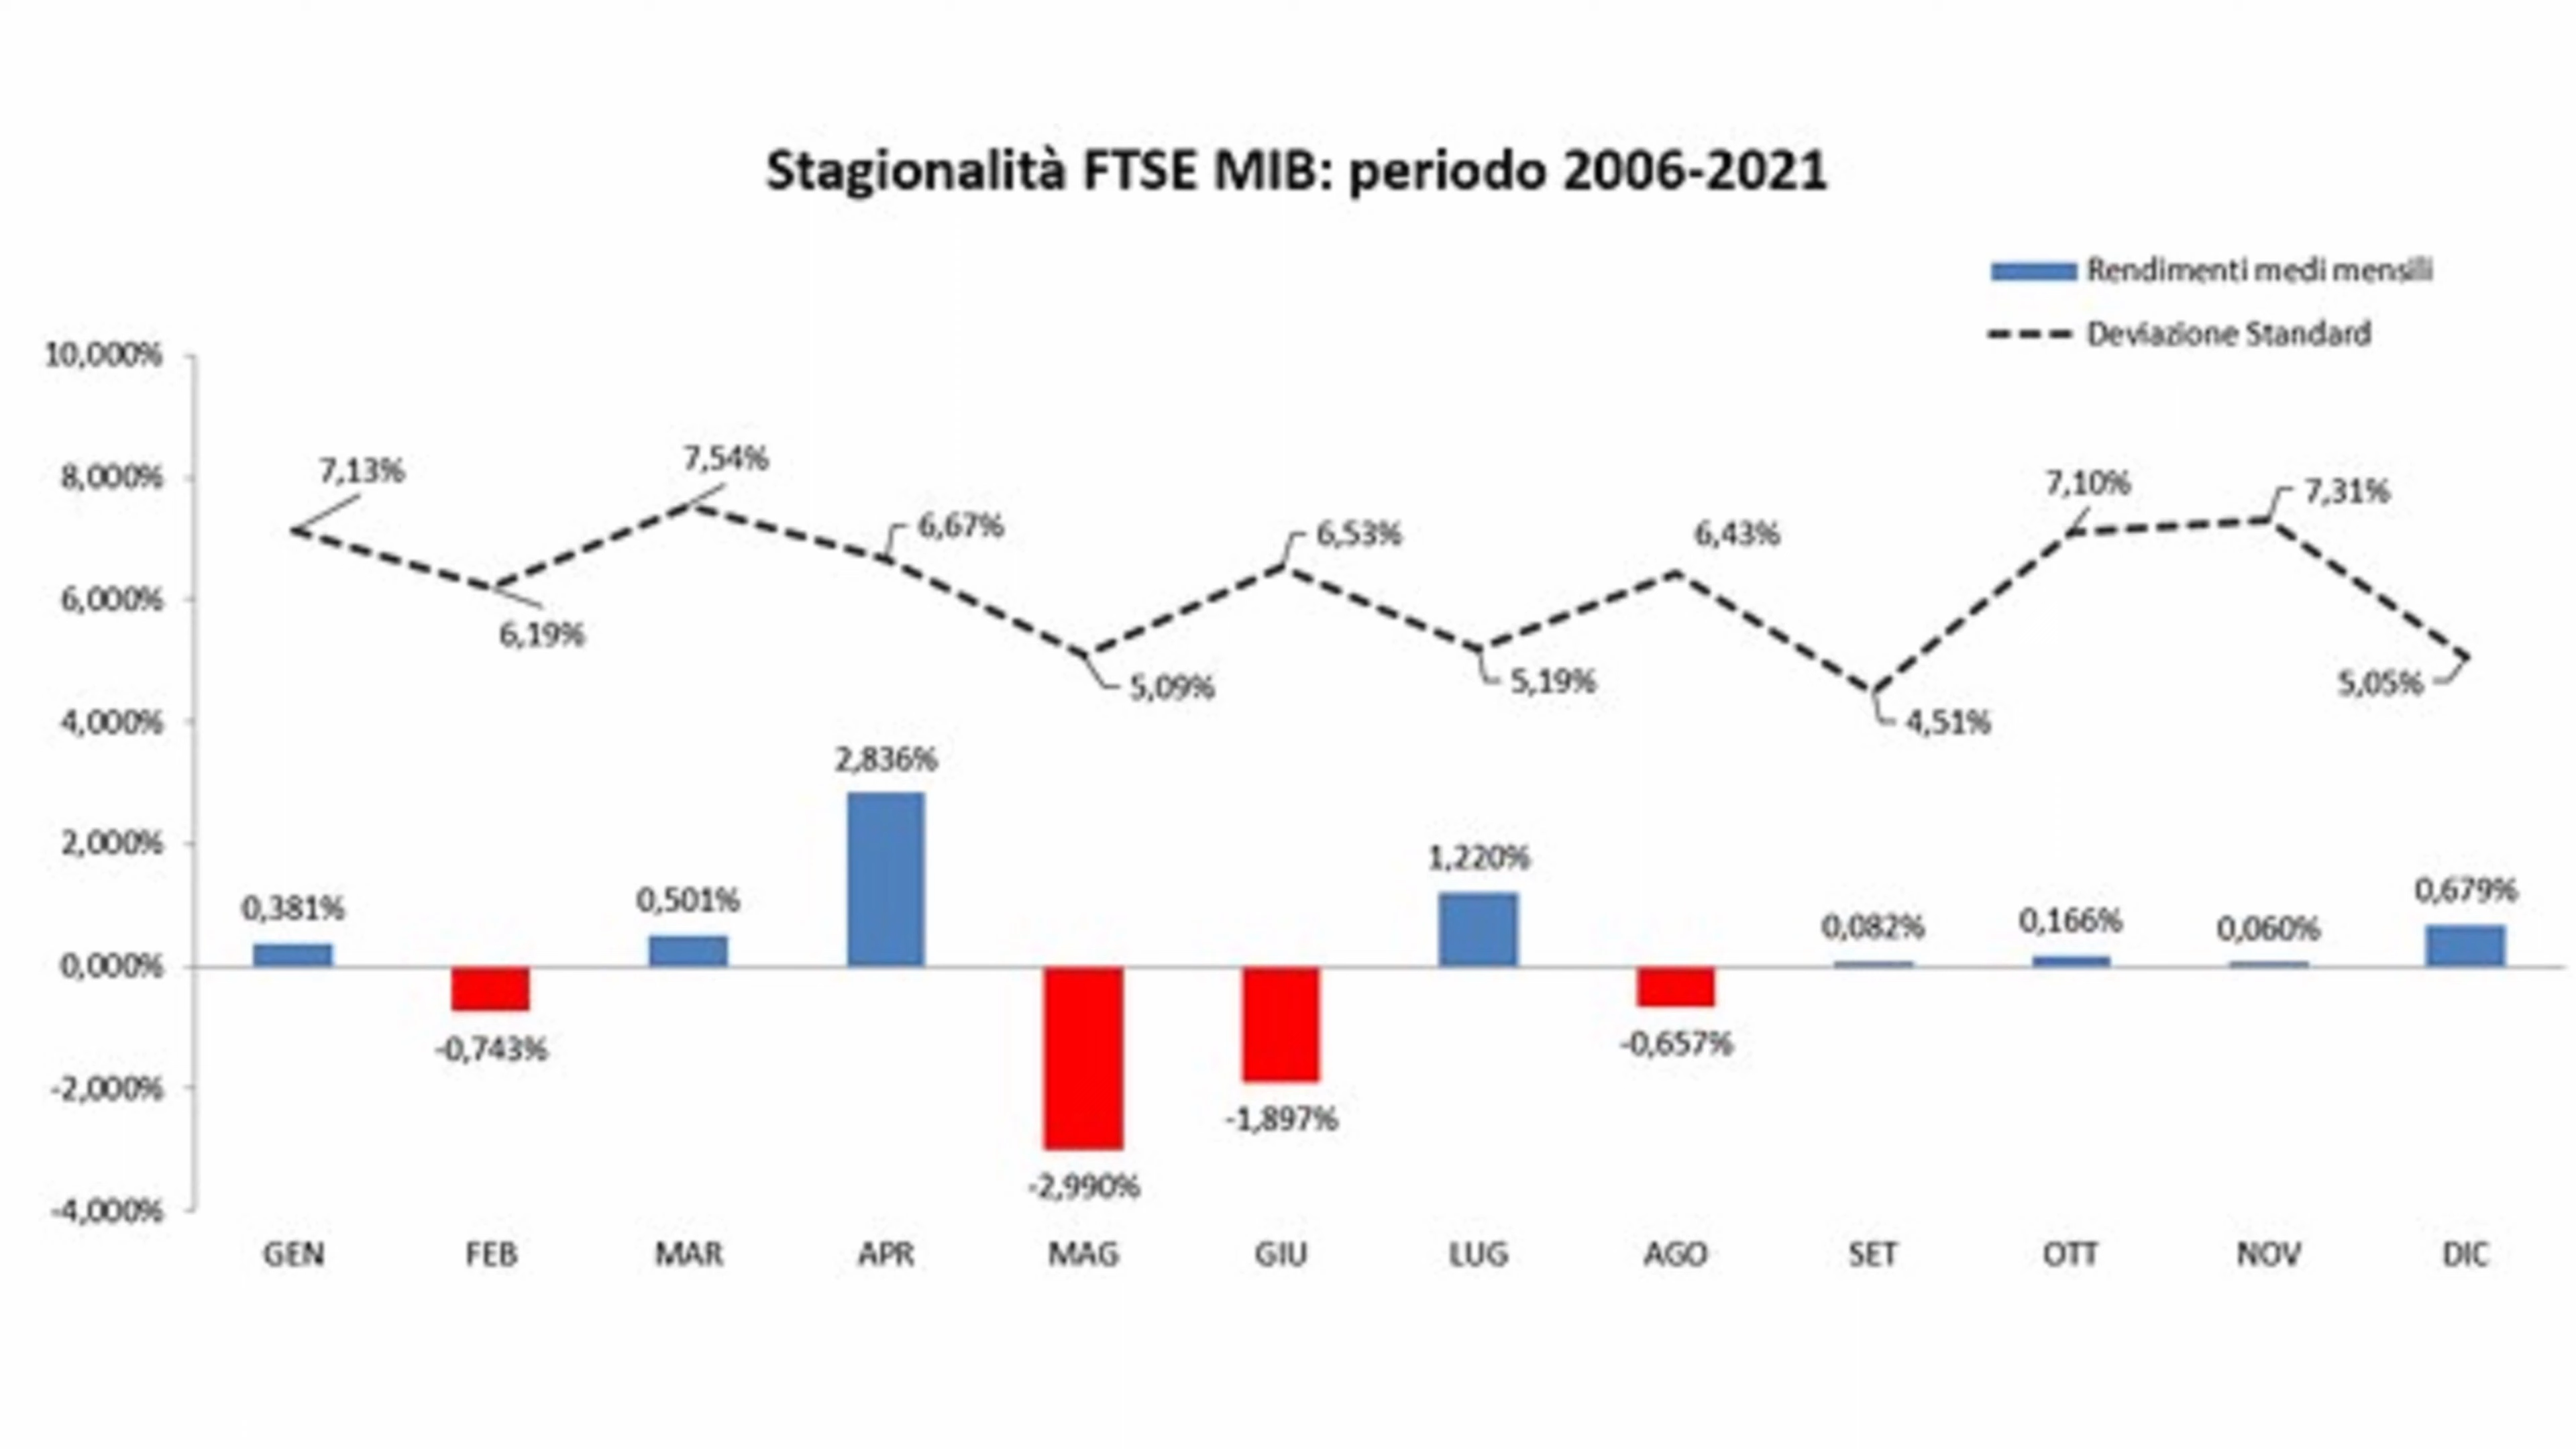 Stagionalità FTSE MIB: periodo 2006-2021
Rendimenti medi mensili
Deviazione Standard
10,000%
8,000%
6,000%
4,000%
2,000%
0,000%
-2,000%
-4,000%
7,13%
6,19%
7,54%
6,67%
5,09%
6,53%
5,19%
6,43%
4,51%
7,10%
7,31%
5,05%
0,381%
-0,743%
0,501%
2,836%
-2,990%
-1,897%
1,220%
-0,657%
0,082%
0,166%
0,060%
0,679%
GEN
FEB
MAR
APR
MAG
GIU
LUG
AGO
SET
OTT
NOV
DIC